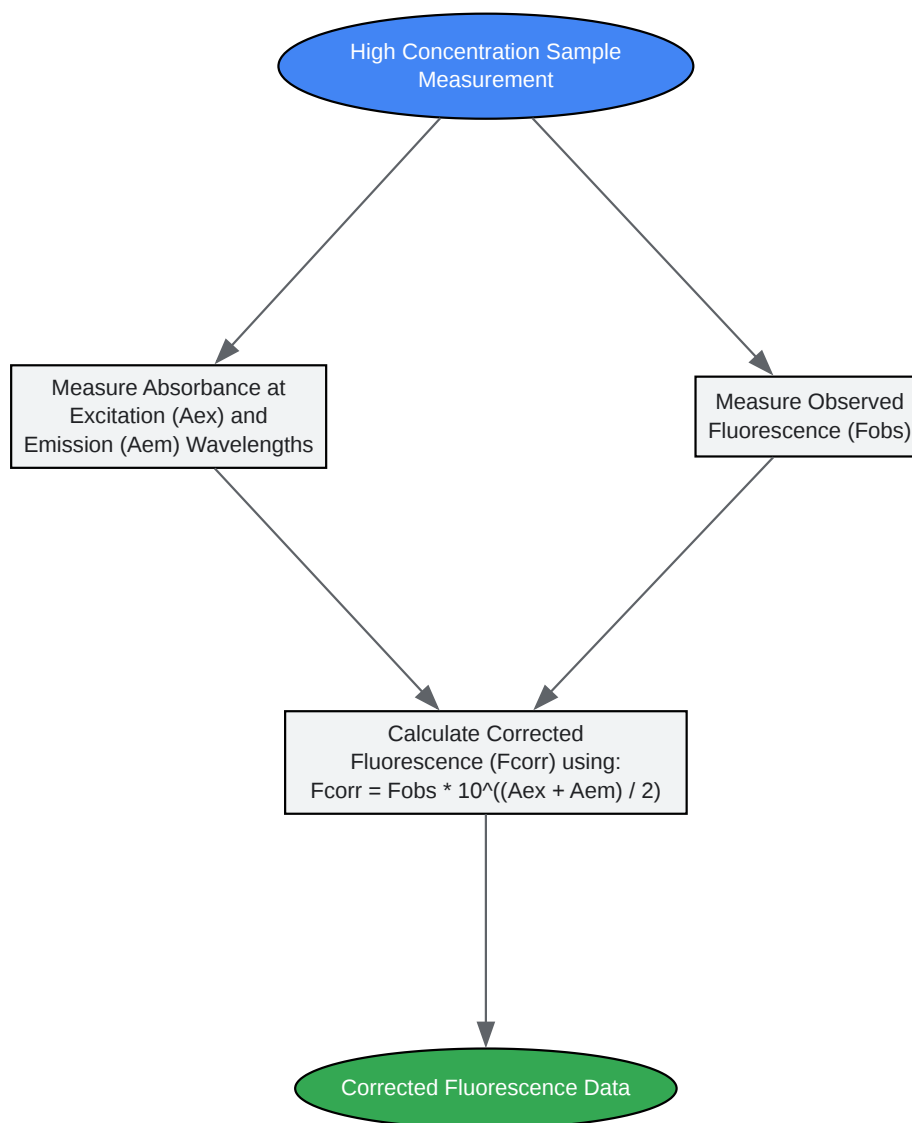 High Concentration Sample
Measurement
Measure Absorbance at
Excitation (Aex) and
Emission (Aem) Wavelengths
Measure Observed
Fluorescence (Fobs)
Calculate Corrected
Fluorescence (Fcorr) using:
Fcorr = Fobs * 10^((Aex + Aem) / 2)
Corrected Fluorescence Data